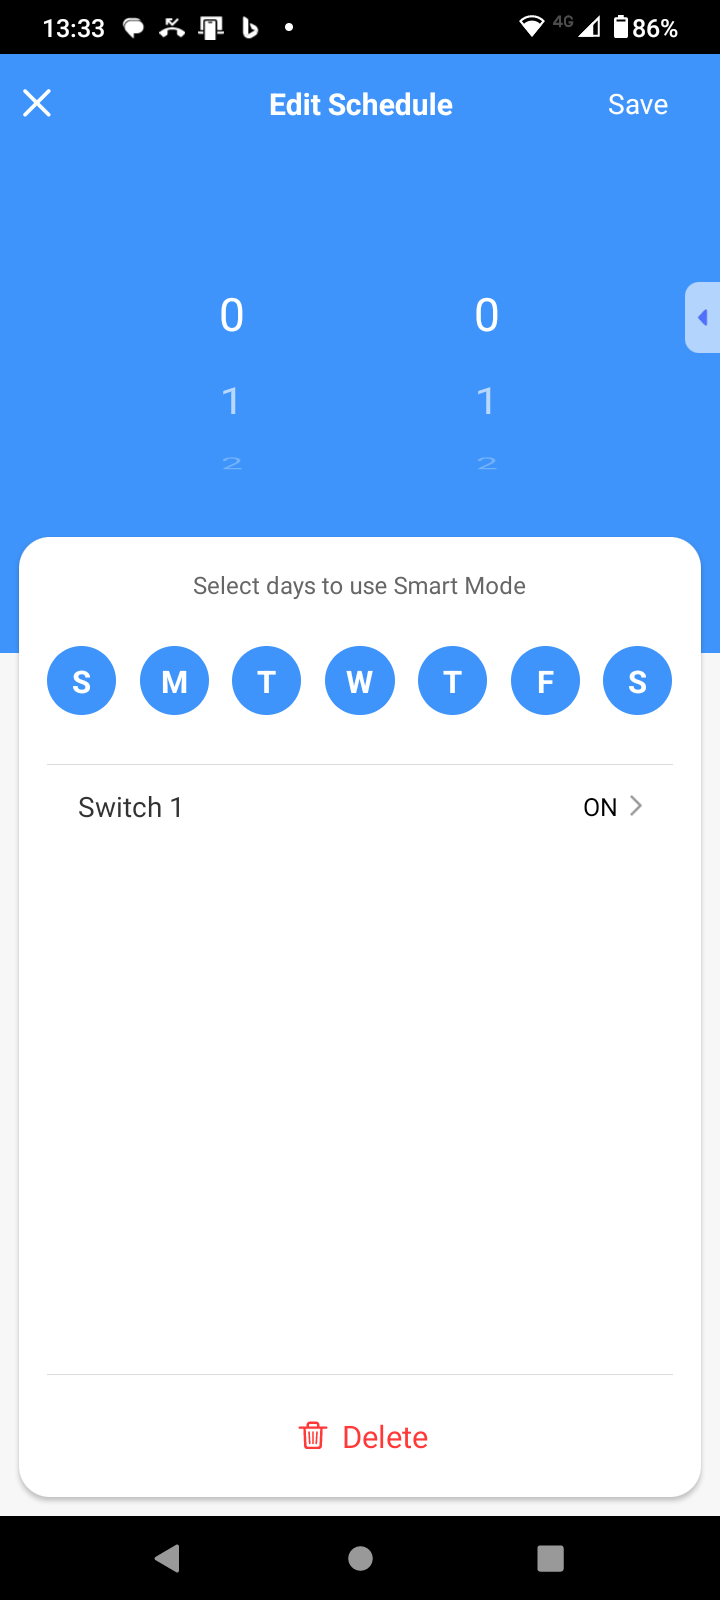 13:33 4G 86%
Edit Schedule Save
0 0
1 1
2 2
Select days to use Smart Mode
S M T W T F S
Switch 1 ON
Delete